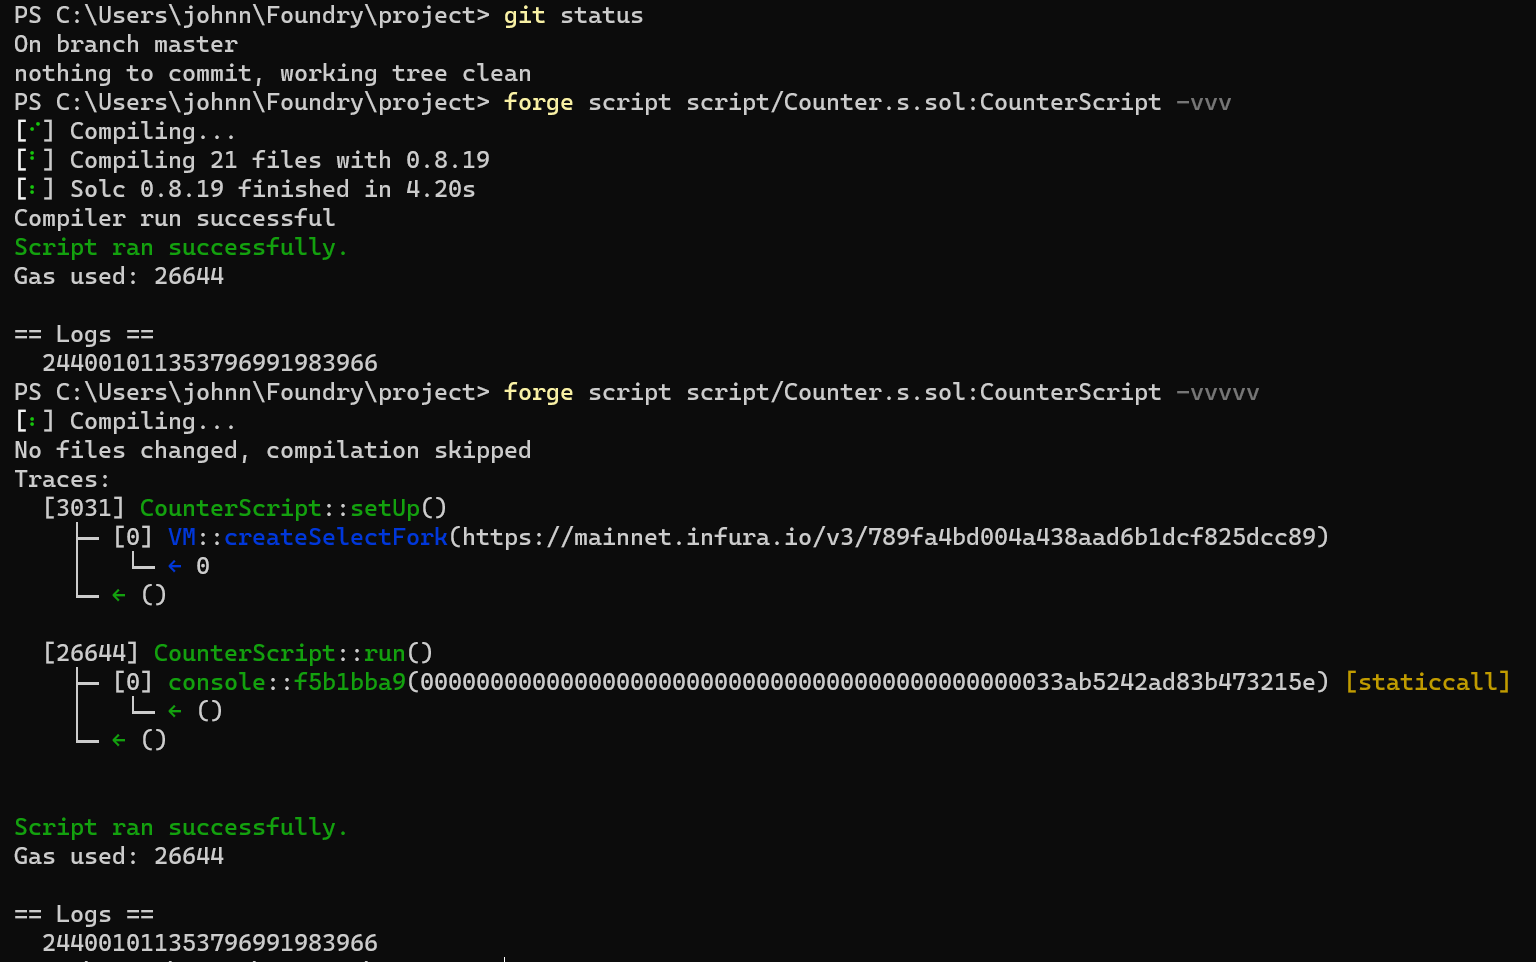 PS C:\Users\johnn\Foundry\project> git status
On branch master
nothing to commit, working tree clean
PS C:\Users\johnn\Foundry\project> forge script script/Counter.s.sol:CounterScript -vvv
[⠊] Compiling...
[⠃] Compiling 21 files with 0.8.19
[⠆] Solc 0.8.19 finished in 4.20s
Compiler run successful
Script ran successfully.
Gas used: 26644
== Logs ==
244001011353796991983966
PS C:\Users\johnn\Foundry\project> forge script script/Counter.s.sol:CounterScript -vvvvv
[⠆] Compiling...
No files changed, compilation skipped
Traces:
[3031] CounterScript::setUp()
├─ [0] VM::createSelectFork(https://mainnet.infura.io/v3/789fa4bd004a438aad6b1dcf825dcc89)
│   └─ ← 0
└─ ← ()
[26644] CounterScript::run()
├─ [0] console::f5b1bba9(0000000000000000000000000000000000000000000033ab5242ad83b473215e) [staticcall]
│   └─ ← ()
└─ ← ()
Script ran successfully.
Gas used: 26644
== Logs ==
244001011353796991983966